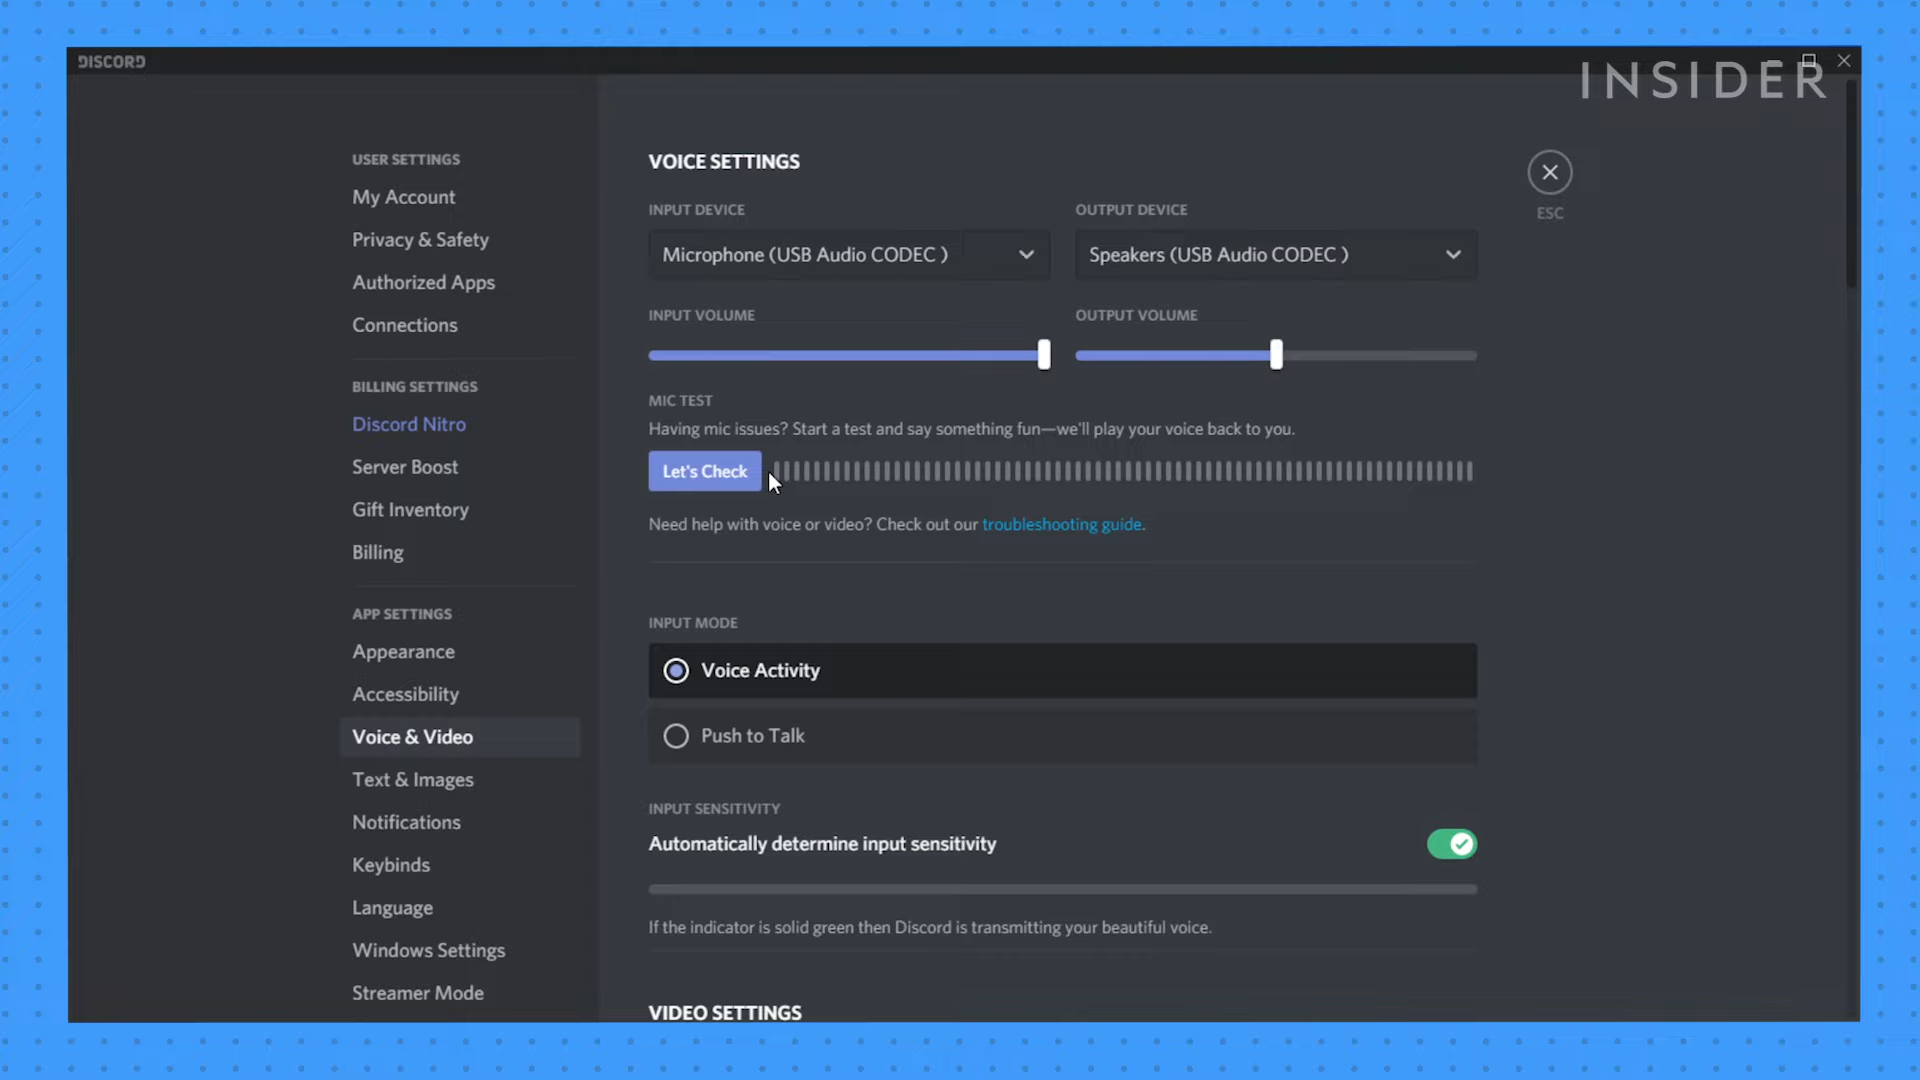 DISCORD
INSIDER
USER SETTINGS
My Account
Privacy & Safety
Authorized Apps
Connections
BILLING SETTINGS
Discord Nitro
Server Boost
Gift Inventory
Billing
APP SETTINGS
Appearance
Accessibility
Voice & Video
Text & Images
Notifications
Keybinds
Language
Windows Settings
Streamer Mode
VOICE SETTINGS
ESC
INPUT DEVICE
OUTPUT DEVICE
Microphone (USB Audio CODEC )
Speakers (USB Audio CODEC )
INPUT VOLUME
OUTPUT VOLUME
MIC TEST
Having mic issues? Start a test and say something fun—we'll play your voice back to you.
Let's Check
Need help with voice or video? Check out our troubleshooting guide.
INPUT MODE
Voice Activity
Push to Talk
INPUT SENSITIVITY
Automatically determine input sensitivity
If the indicator is solid green then Discord is transmitting your beautiful voice.
VIDEO SETTINGS